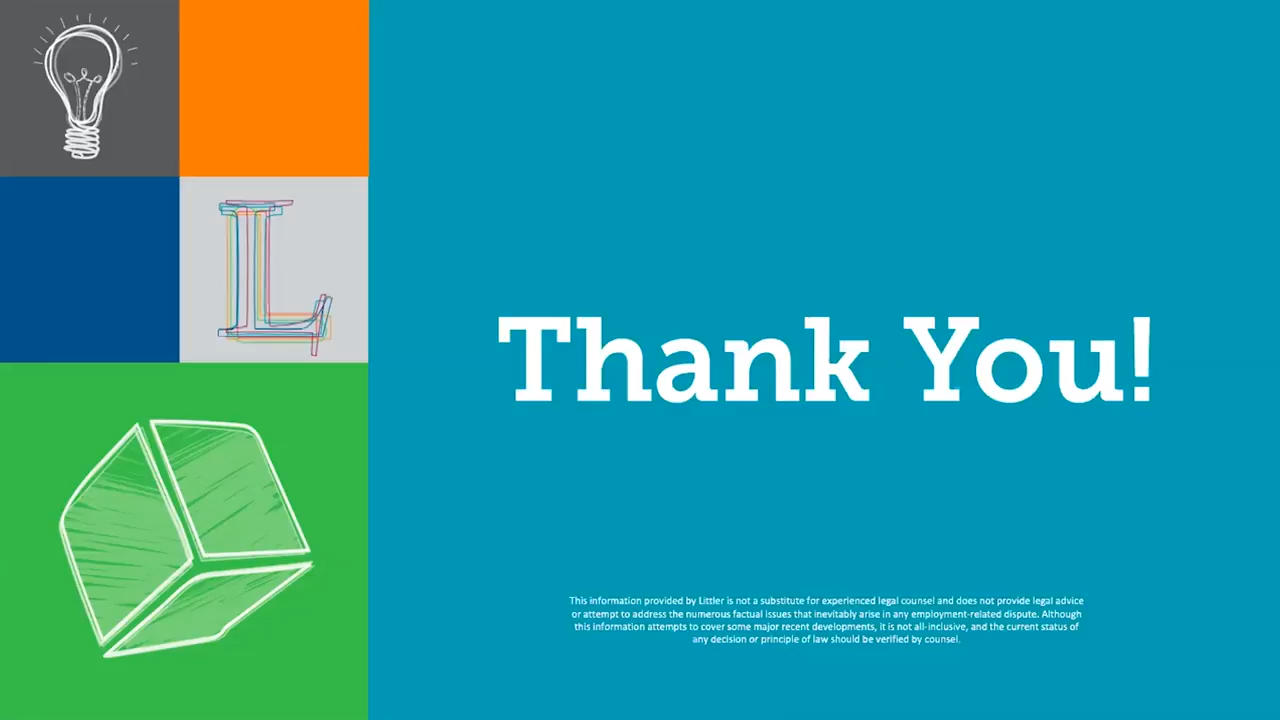 L
Thank You!
This information provided by Littler is not a substitute for experienced legal counsel and does not provide legal advice
or attempt to address the numerous factual issues that inevitably arise in any employment-related dispute. Although
this information attempts to cover some major recent developments, it is not all-inclusive, and the current status of
any decision or principle of law should be verified by counsel.